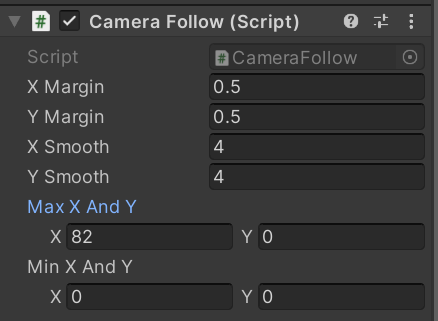 Camera Follow (Script)
Script CameraFollow
X Margin 0.5
Y Margin 0.5
X Smooth 4
Y Smooth 4
Max X And Y
X 82 Y 0
Min X And Y
X 0 Y 0